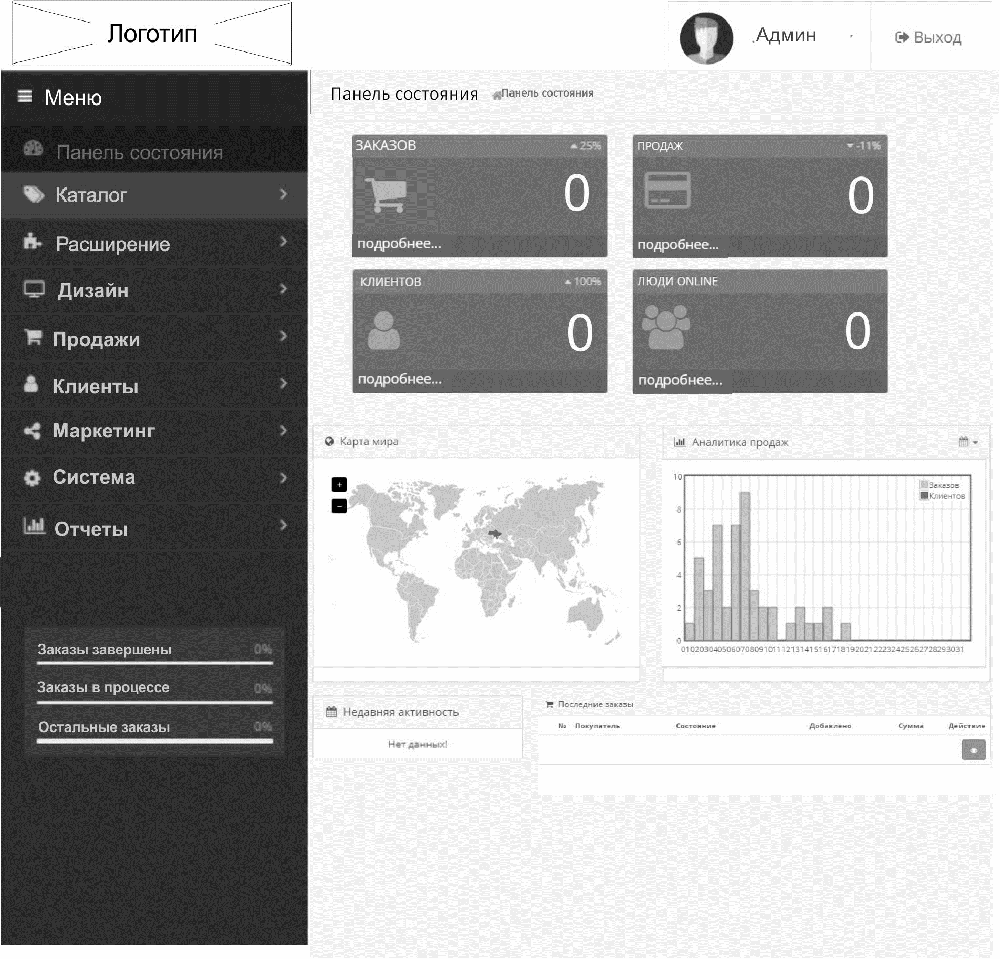 Логотип
Админ
Выход
Меню
Панель состояния
Панель состояния
Панель состояния
Каталог
Расширение
Дизайн
Продажи
Клиенты
Маркетинг
Система
Отчеты
Заказы завершены 0%
Заказы в процессе 0%
Остальные заказы 0%
ЗАКАЗОВ 25%
0
подробнее...
ПРОДАЖ -11%
0
подробнее...
КЛИЕНТОВ 100%
0
подробнее...
ЛЮДИ ONLINE
0
подробнее...
Карта мира
+
−
Аналитика продаж
10
8
6
4
2
0
Заказов
Клиентов
01020304050607080910111213141516171819202122232425262728293031
Недавняя активность
Нет данных!
Последние заказы
№ Покупатель Состояние Добавлено Сумма Действие